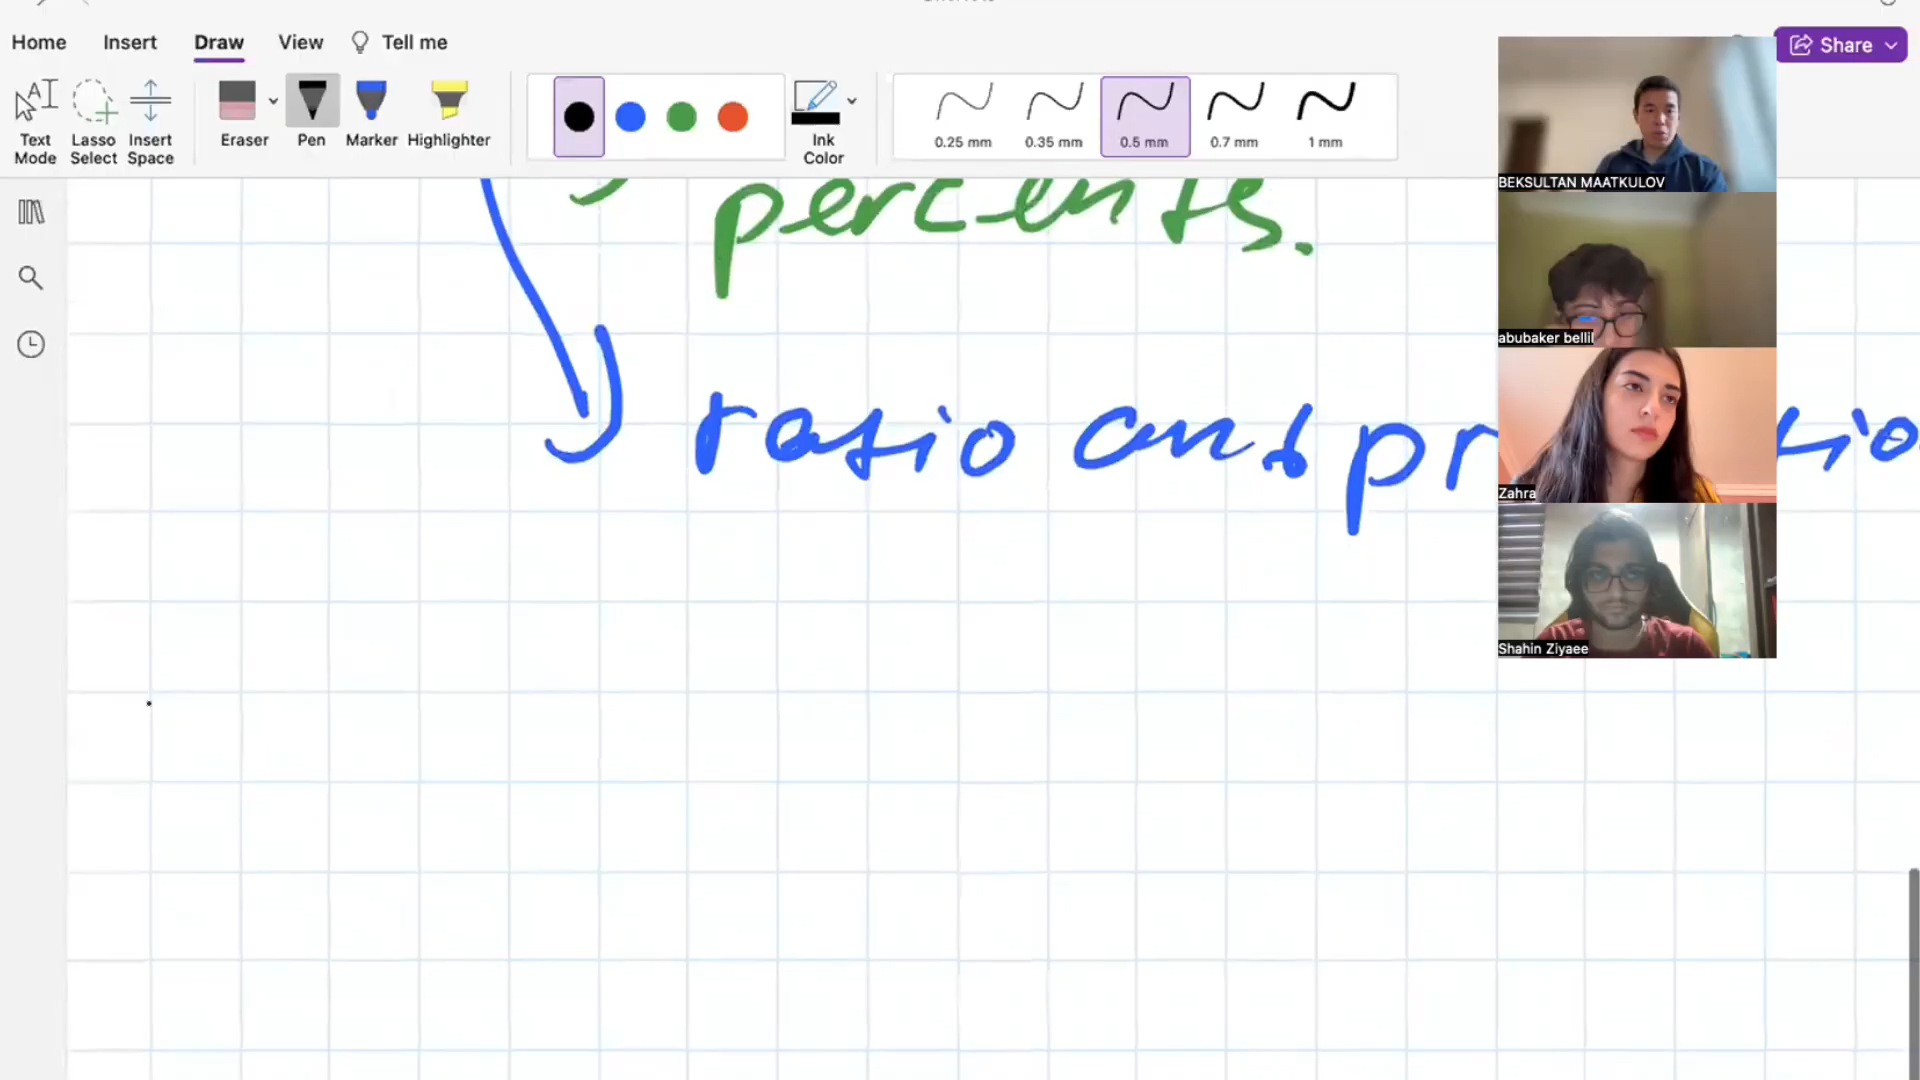 Home Insert Draw View Tell me
Share
Text Mode
Lasso Select
Insert Space
Eraser
Pen
Marker
Highlighter
Ink Color
0.25 mm
0.35 mm
0.5 mm
0.7 mm
1 mm
BEKSULTAN MAATKULOV
abubaker bellil
Zahra
Shahin Ziyaee
percents.
ratio and pr